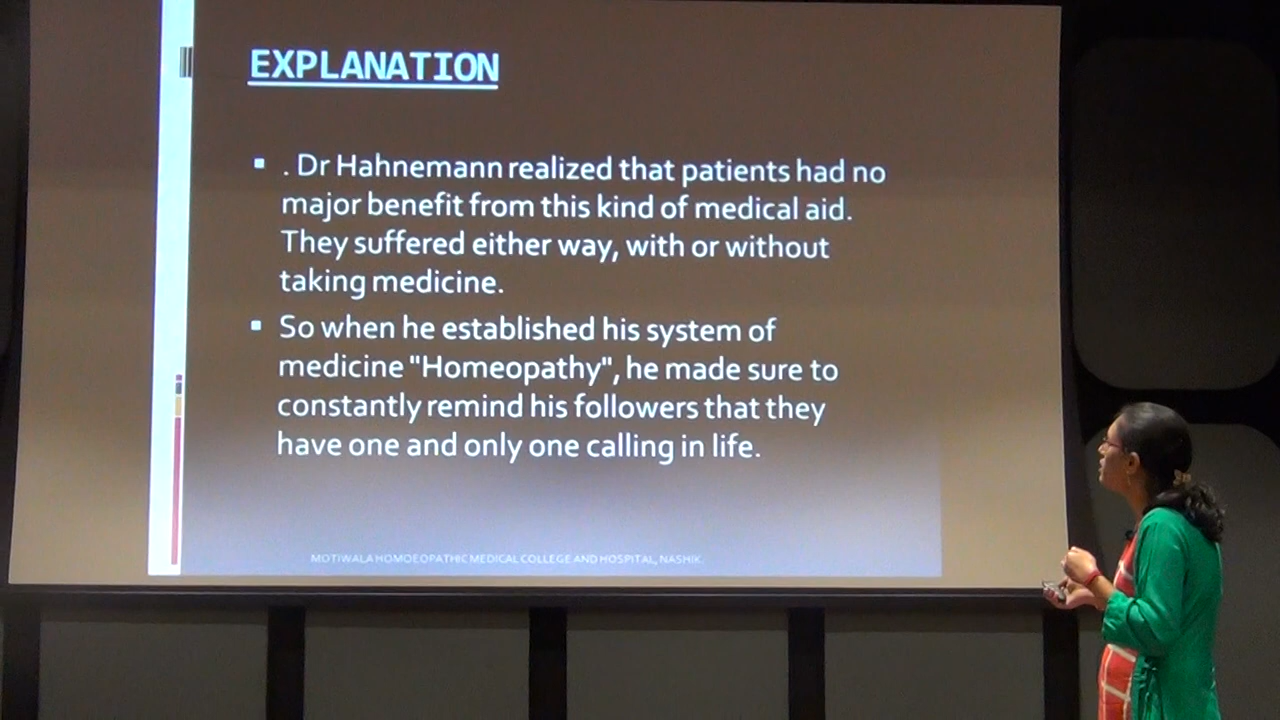 EXPLANATION
. Dr Hahnemann realized that patients had no
major benefit from this kind of medical aid.
They suffered either way, with or without
taking medicine.
So when he established his system of
medicine "Homeopathy", he made sure to
constantly remind his followers that they
have one and only one calling in life.
MOTIWALA HOMOEOPATHIC MEDICAL COLLEGE AND HOSPITAL, NASHIK.